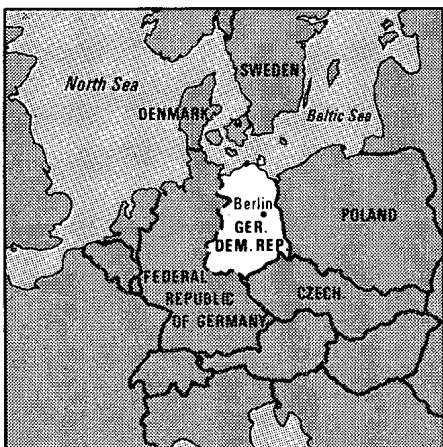 North Sea
SWEDEN
DENMARK
Baltic Sea
Berlin
GER.
DEM. REP.
POLAND
FEDERAL
REPUBLIC
OF GERMANY
CZECH.